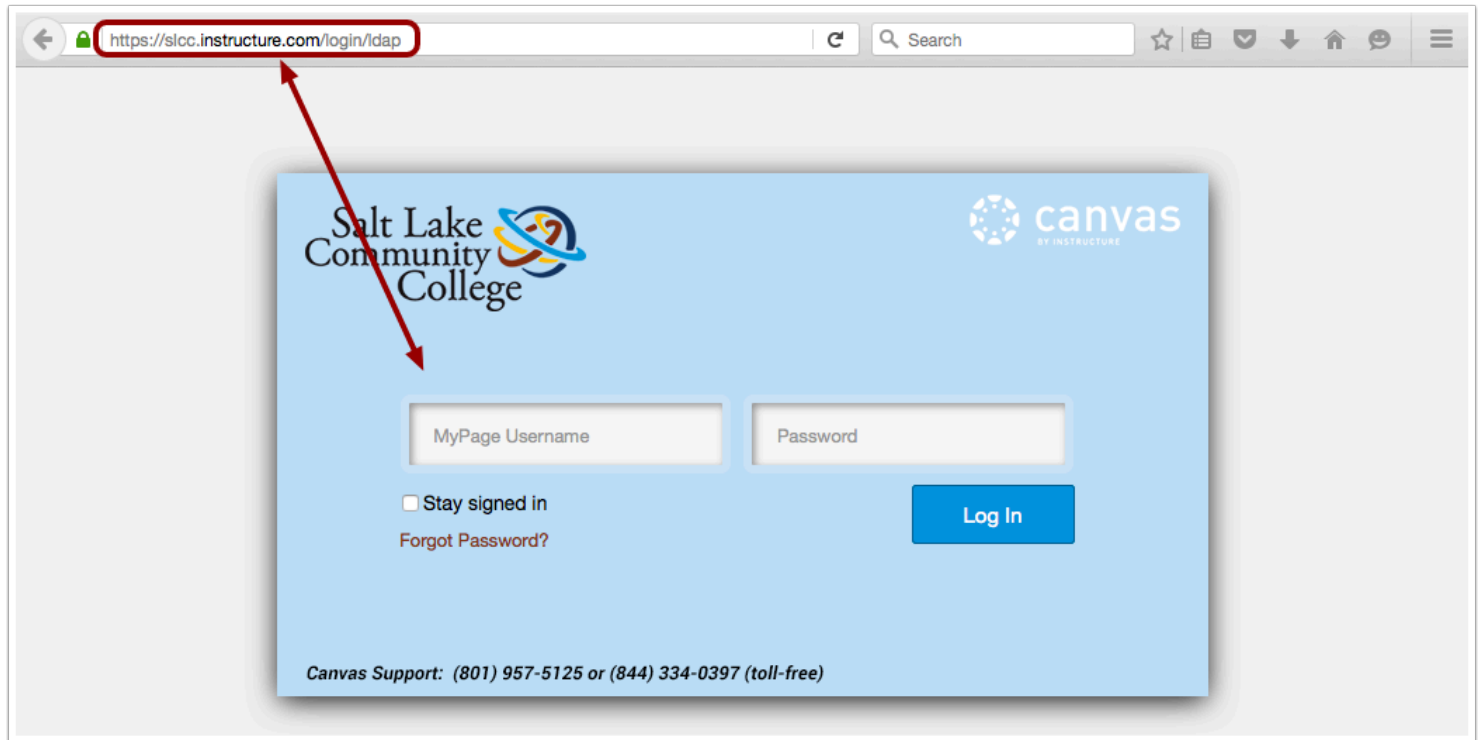 https://slcc.instructure.com/login/ldap
Search
Salt Lake
Community
College
canvas
BY INSTRUCTURE
MyPage Username
Password
Stay signed in
Log In
Forgot Password?
Canvas Support: (801) 957-5125 or (844) 334-0397 (toll-free)